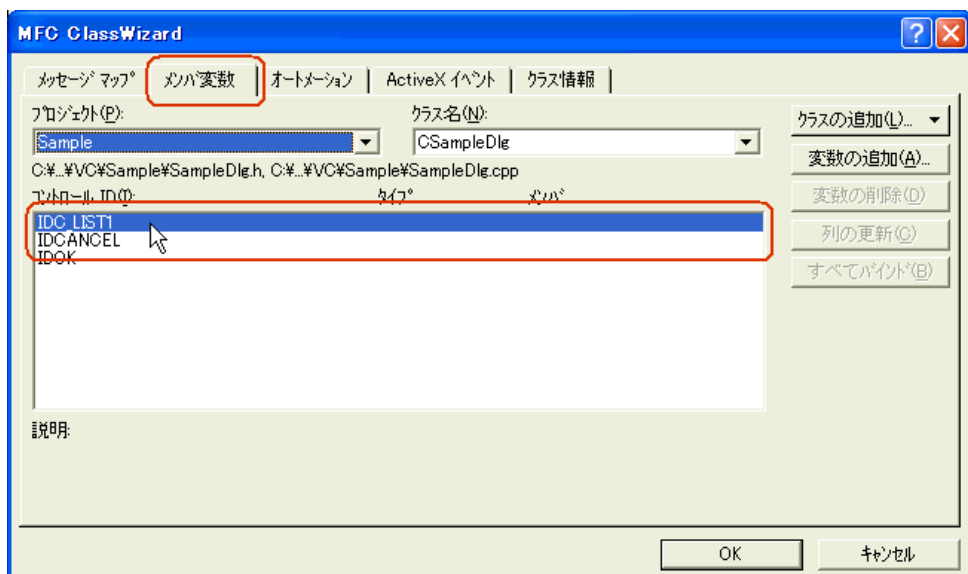 MFC ClassWizard
メッセージ マップ メンバ変数 オートメーション ActiveX イベント クラス情報
プロジェクト(P): クラス名(N):
Sample CSampleDlg
クラスの追加(L)...
C:¥...¥VC¥Sample¥SampleDlg.h, C:¥...¥VC¥Sample¥SampleDlg.cpp
変数の追加(A)...
コントロール ID(I): タイプ メンバ
変数の削除(D)
IDC_LIST1
IDCANCEL
列の更新(C)
IDOK
すべてバインド(B)
説明:
OK キャンセル